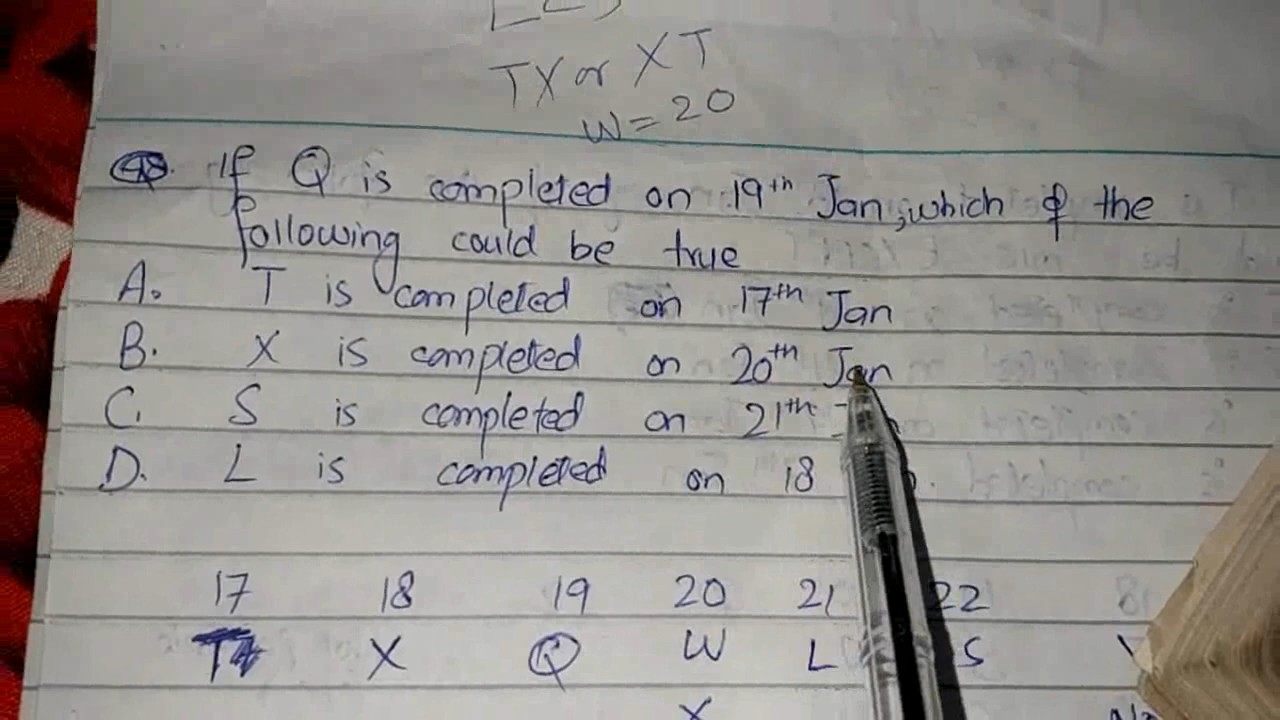 TX or XT
W = 20
If Q is completed on 19th Jan, which of the
following could be true
A. T is completed on 17th Jan
B. X is completed on 20th Jan
C. S is completed on 21th
D. L is completed on 18
17 18 19 20 21 22
T X Q W L S
X